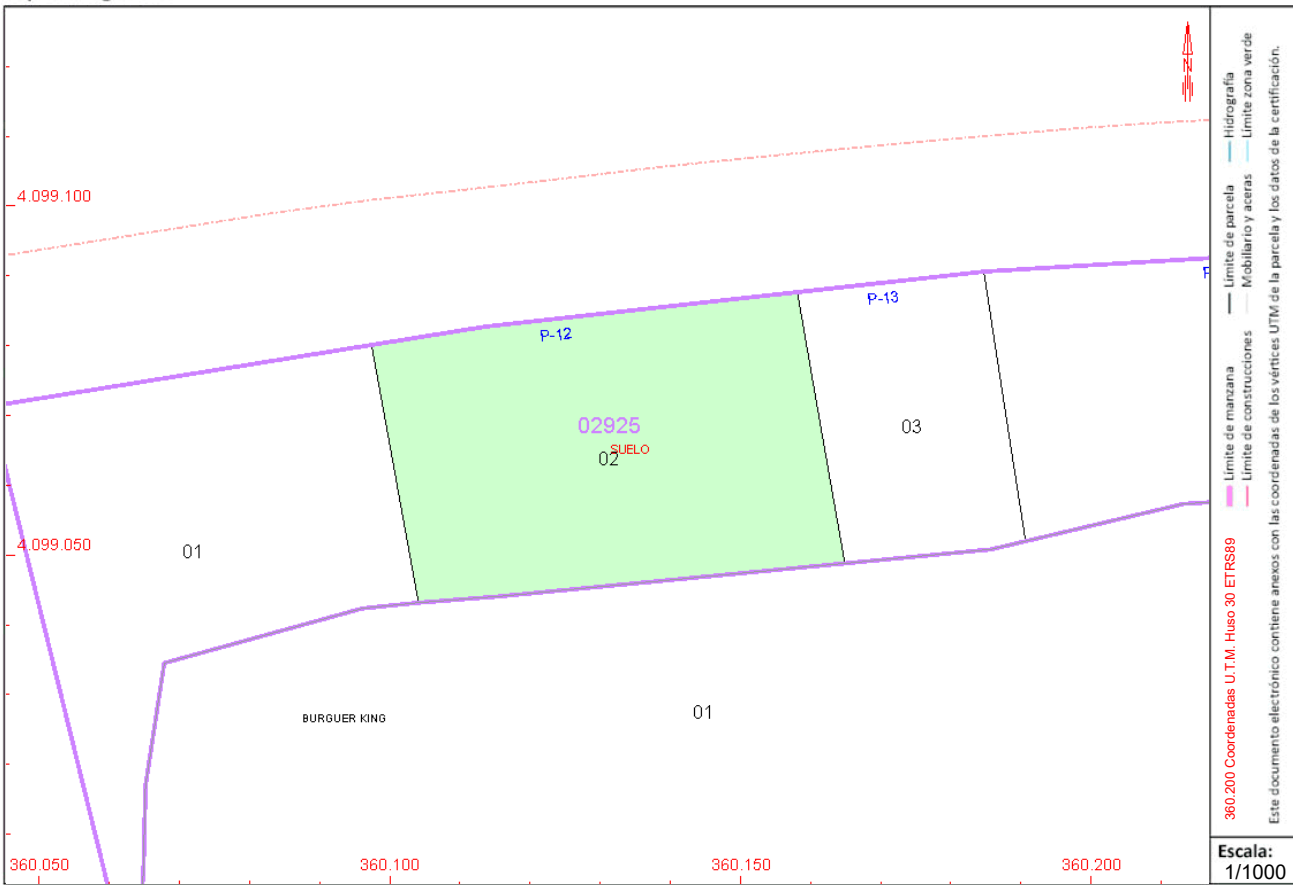 N
4.099.100
P-12
P-13
02925
SUELO
02
03
4.099.050
01
BURGUER KING
01
360.050
360.100
360.150
360.200
Límite de manzana
Límite de parcela
Hidrografía
Límite de construcciones
Mobiliario y aceras
Límite zona verde
360.200 Coordenadas U.T.M. Huso 30 ETRS89
Este documento electrónico contiene anexos con las coordenadas de los vértices UTM de la parcela y los datos de la certificación.
Escala:
1/1000